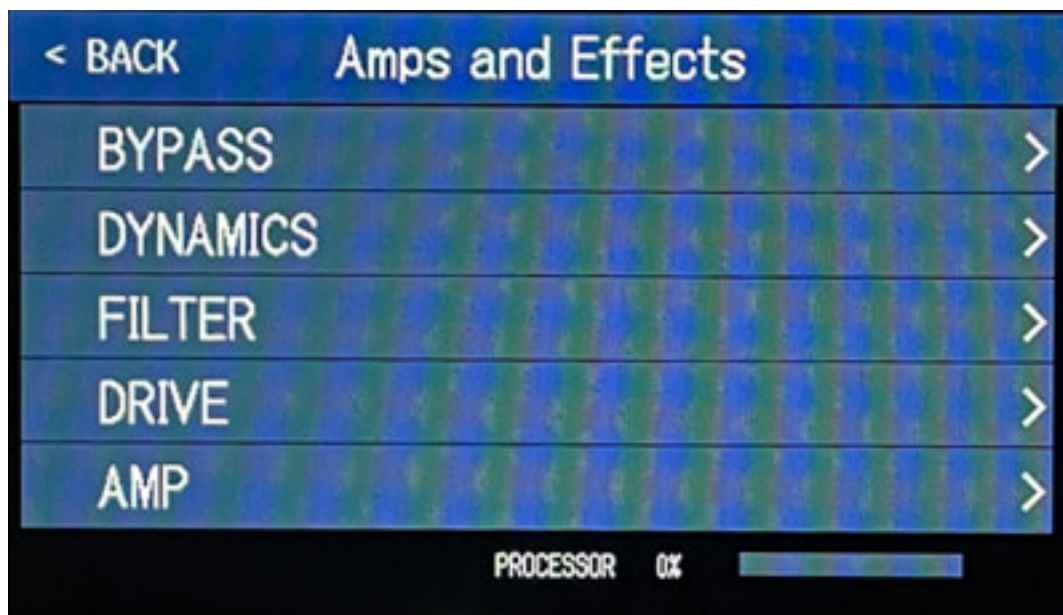 < BACK Amps and Effects
BYPASS >
DYNAMICS >
FILTER >
DRIVE >
AMP >
PROCESSOR 0%